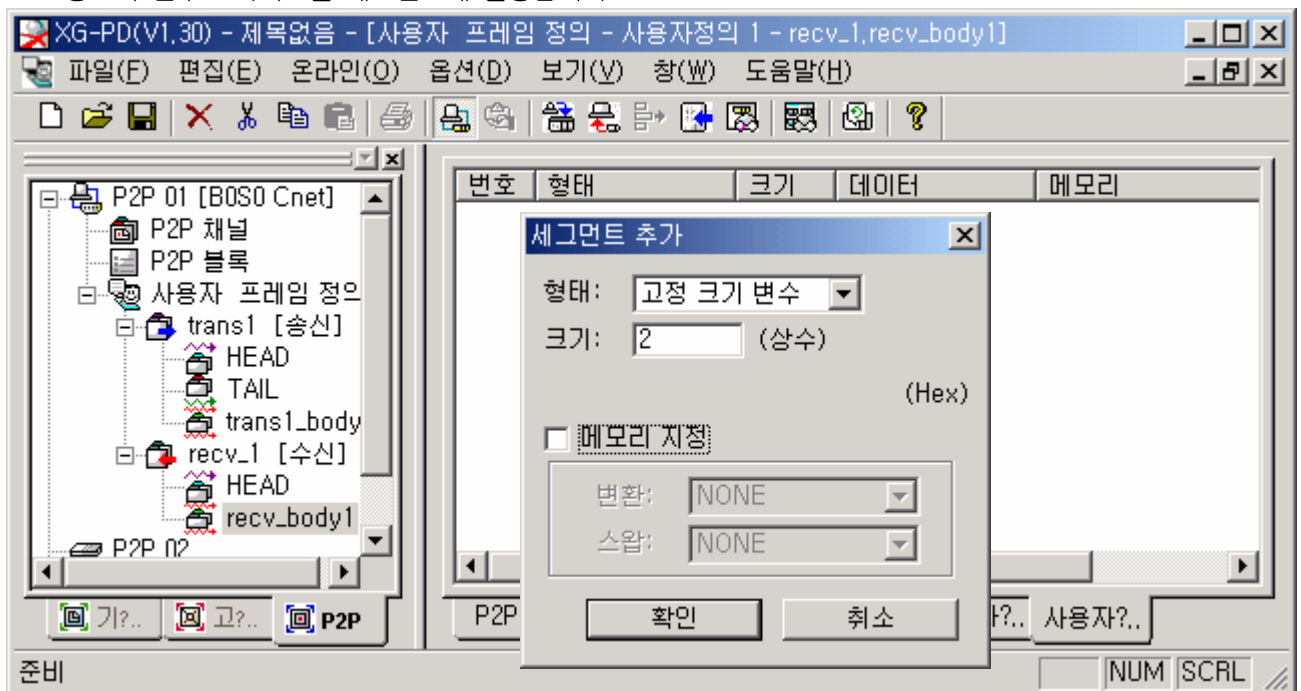 XG-PD(V1,30) - 제목없음 - [사용자 프레임 정의 - 사용자정의 1 - recv_1,recv_body1]
파일(F) 편집(E) 온라인(O) 옵션(D) 보기(V) 창(W) 도움말(H)
P2P 01 [B0S0 Cnet]
P2P 채널
P2P 블록
사용자 프레임 정의
trans1 [송신]
HEAD
TAIL
trans1_body
recv_1 [수신]
HEAD
recv_body1
P2P 02
기?.. 고?.. P2P
번호 형태 크기 데이터 메모리
세그먼트 추가
형태: 고정 크기 변수
크기: 2 (상수)
(Hex)
메모리 지정
변환: NONE
스왑: NONE
확인 취소
P2P
?.. 사용자?..
준비
NUM SCRL